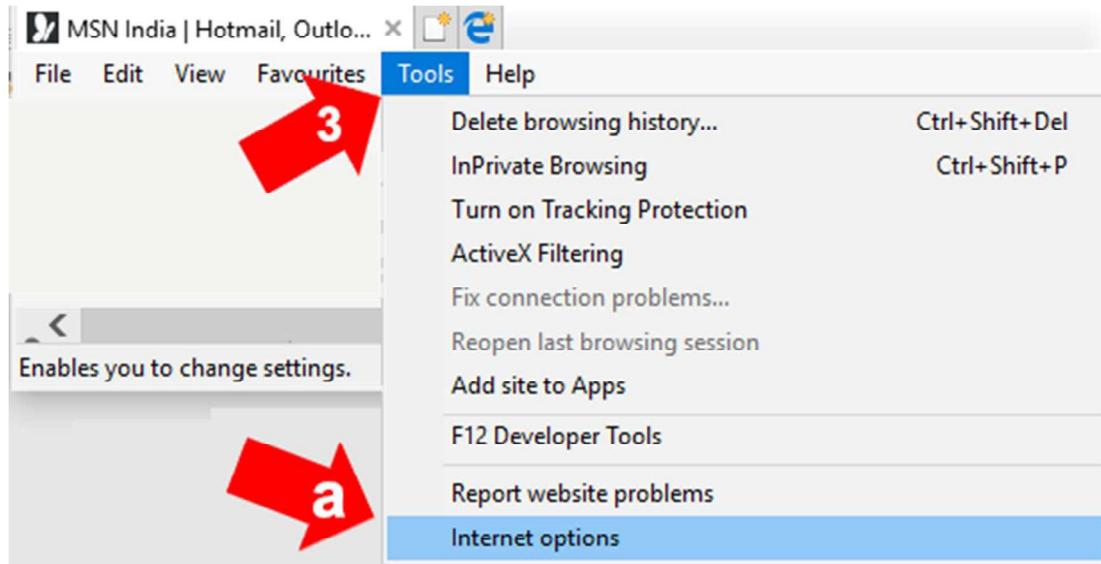 MSN India | Hotmail, Outlo...
File Edit View Favourites Tools Help
3
Delete browsing history... Ctrl+Shift+Del
InPrivate Browsing Ctrl+Shift+P
Turn on Tracking Protection
ActiveX Filtering
Fix connection problems...
Reopen last browsing session
Enables you to change settings.
Add site to Apps
F12 Developer Tools
a
Report website problems
Internet options